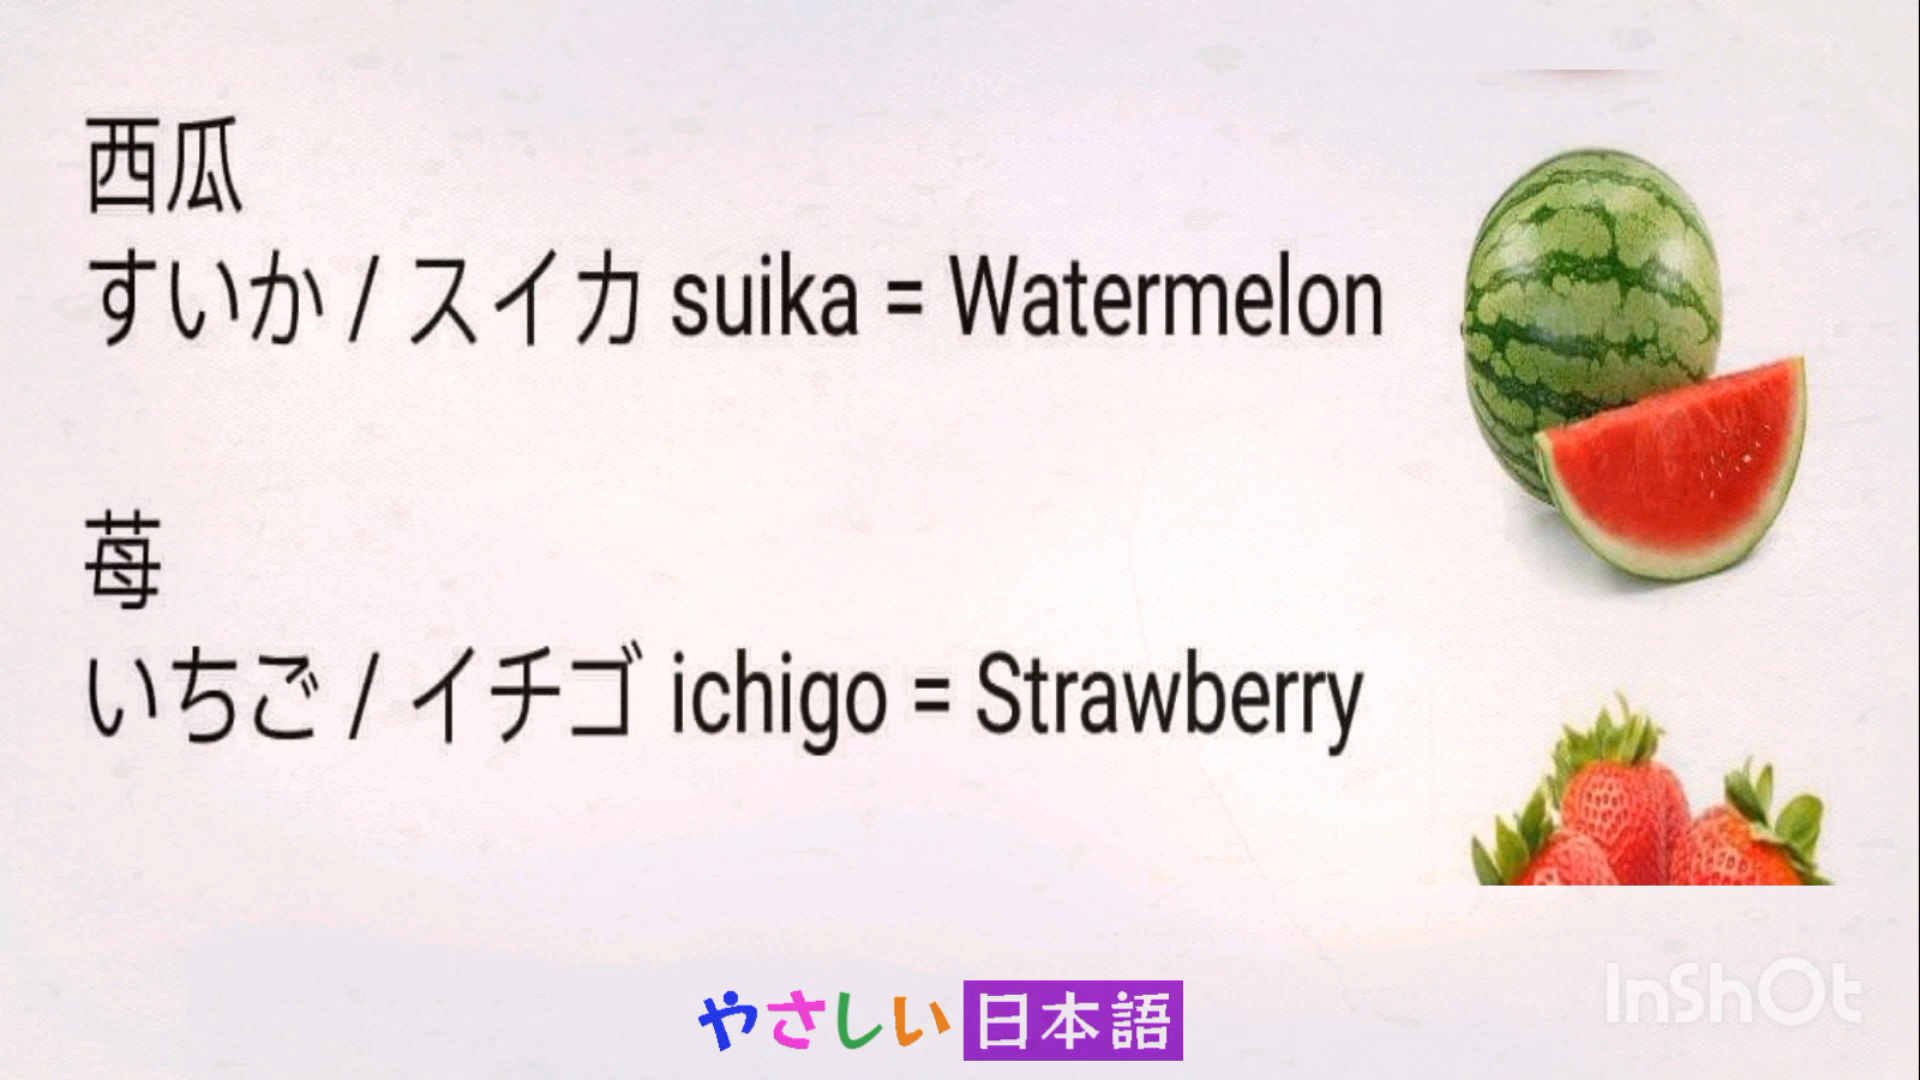 西瓜
すいか / スイカ suika = Watermelon
苺
いちご / イチゴ ichigo = Strawberry
やさしい 日本語
InShOt